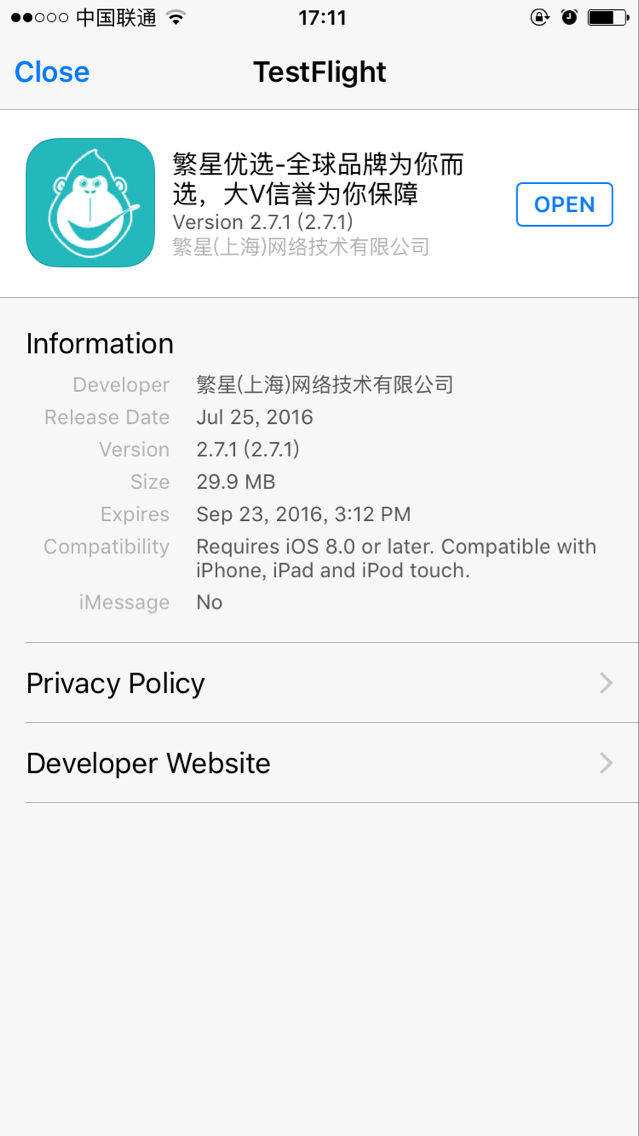 中国联通
17:11
Close
TestFlight
繁星优选-全球品牌为你而
选，大V信誉为你保障
Version 2.7.1 (2.7.1)
繁星(上海)网络技术有限公司
OPEN
Information
Developer 繁星(上海)网络技术有限公司
Release Date Jul 25, 2016
Version 2.7.1 (2.7.1)
Size 29.9 MB
Expires Sep 23, 2016, 3:12 PM
Compatibility Requires iOS 8.0 or later. Compatible with
iPhone, iPad and iPod touch.
iMessage No
Privacy Policy
Developer Website